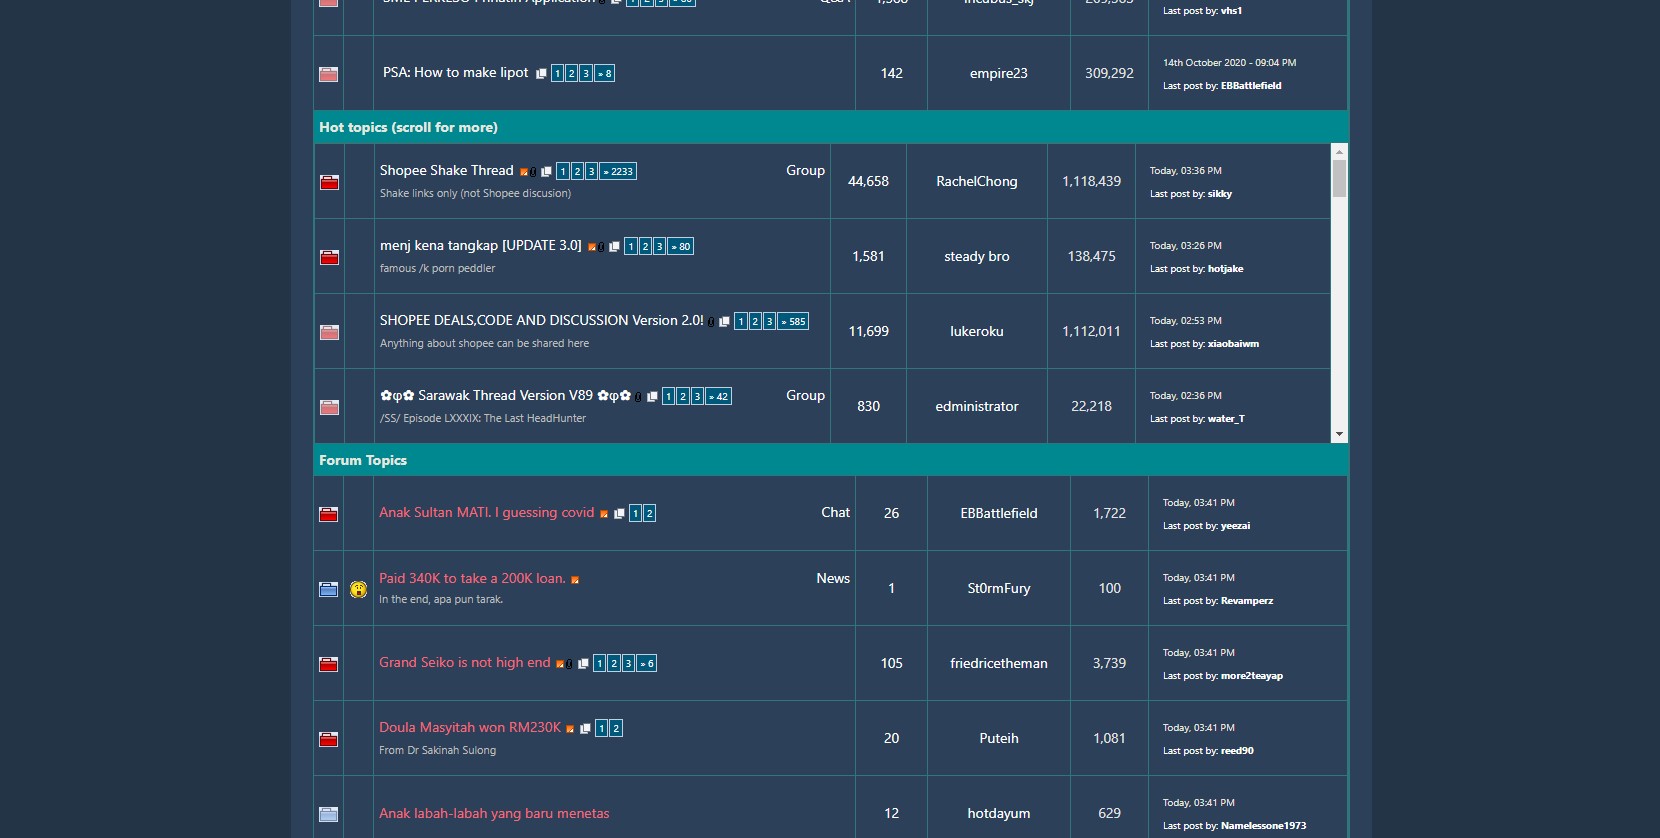 Last post by: vhs1
PSA: How to make lipot 1 2 3 » 8 142 empire23 309,292 14th October 2020 - 09:04 PM
Last post by: EBBattlefield
Hot topics (scroll for more)
Shopee Shake Thread 1 2 3 » 2233 Group 44,658 RachelChong 1,118,439 Today, 03:36 PM
Shake links only (not Shopee discusion) Last post by: sikky
menj kena tangkap [UPDATE 3.0] 1 2 3 » 80 1,581 steady bro 138,475 Today, 03:26 PM
famous /k porn peddler Last post by: hotjake
SHOPEE DEALS,CODE AND DISCUSSION Version 2.0! 1 2 3 » 585 11,699 lukeroku 1,112,011 Today, 02:53 PM
Anything about shopee can be shared here Last post by: xiaobaiwm
✿φ✿ Sarawak Thread Version V89 ✿φ✿ 1 2 3 » 42 Group 830 edministrator 22,218 Today, 02:36 PM
/SS/ Episode LXXXIX: The Last HeadHunter Last post by: water_T
Forum Topics
Anak Sultan MATI. I guessing covid 1 2 Chat 26 EBBattlefield 1,722 Today, 03:41 PM
Last post by: yeezai
Paid 340K to take a 200K loan. News 1 St0rmFury 100 Today, 03:41 PM
In the end, apa pun tarak. Last post by: Revamperz
Grand Seiko is not high end 1 2 3 » 6 105 friedricetheman 3,739 Today, 03:41 PM
Last post by: more2teayap
Doula Masyitah won RM230K 1 2 20 Puteih 1,081 Today, 03:41 PM
From Dr Sakinah Sulong Last post by: reed90
Anak labah-labah yang baru menetas 12 hotdayum 629 Today, 03:41 PM
Last post by: Namelessone1973